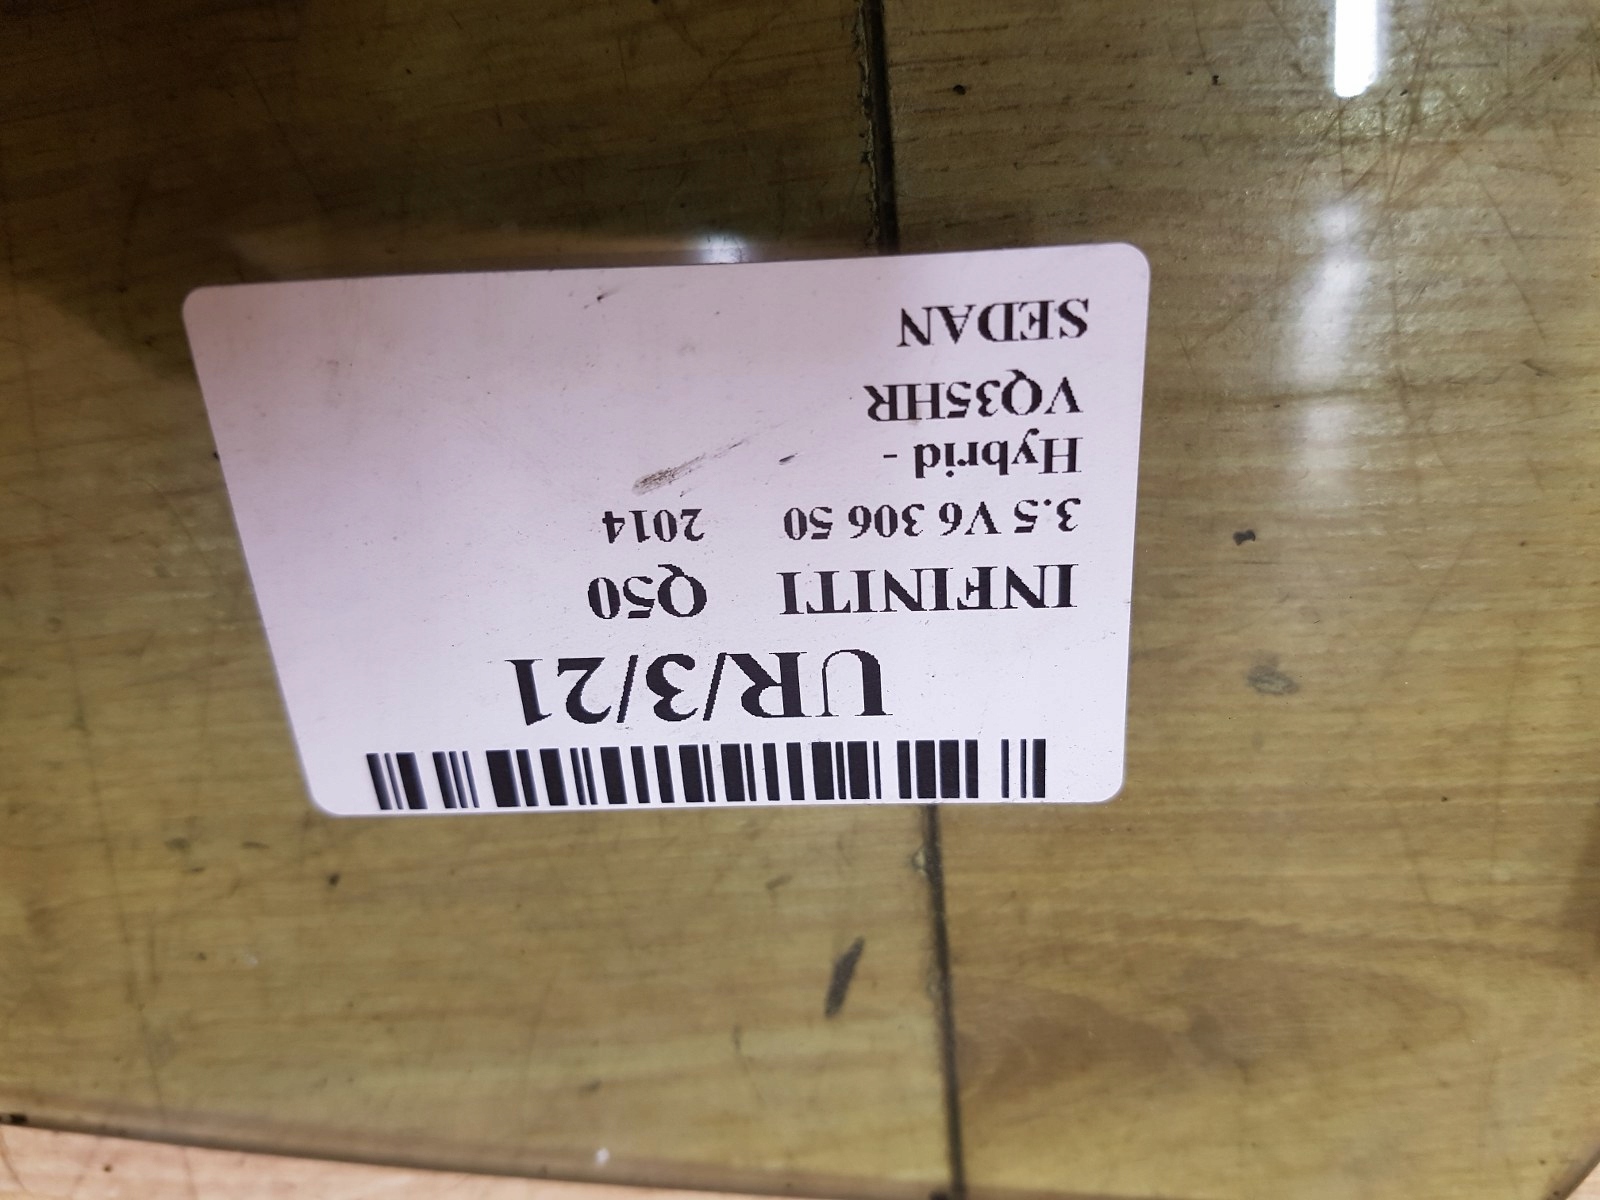 UR/3/21
INFINITI Q50
3.5 V6 306 50 2014
Hybrid -
VQ35HR
SEDAN